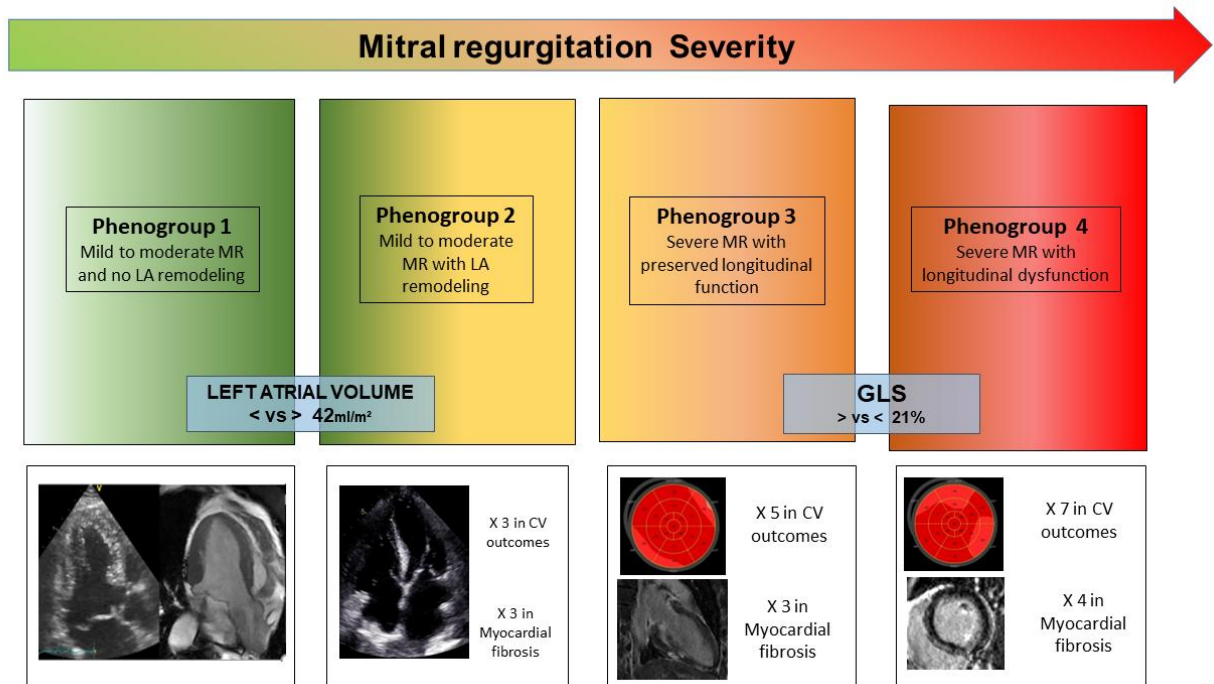 Mitral regurgitation Severity
Phenogroup 1
Mild to moderate MR
and no LA remodeling
Phenogroup 2
Mild to moderate
MR with LA
remodeling
Phenogroup 3
Severe MR with
preserved longitudinal
function
Phenogroup 4
Severe MR with
longitudinal dysfunction
LEFT ATRIAL VOLUME
< vs > 42ml/m²
GLS
> vs < 21%
X 3 in CV
outcomes
X 3 in
Myocardial
fibrosis
X 5 in CV
outcomes
X 3 in
Myocardial
fibrosis
X 7 in CV
outcomes
X 4 in
Myocardial
fibrosis